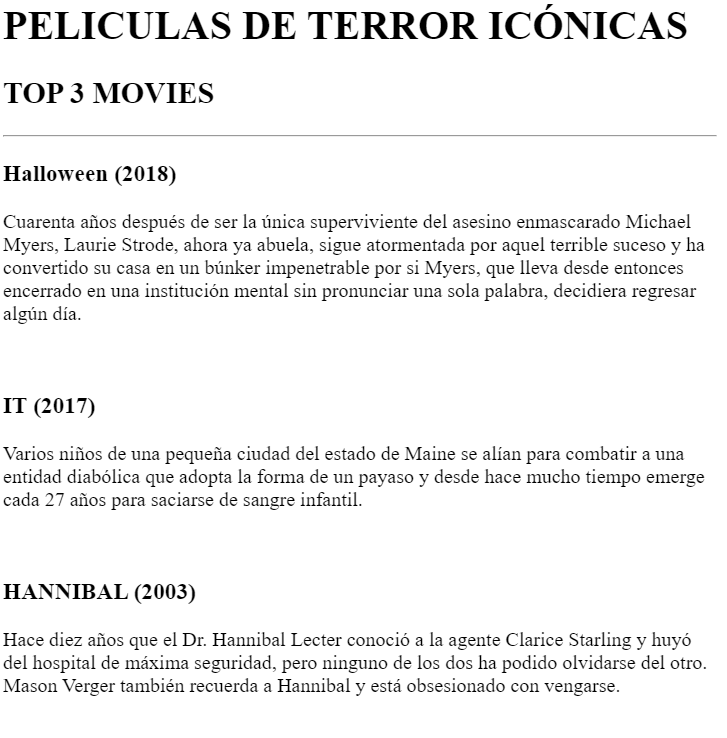 PELICULAS DE TERROR ICÓNICAS
TOP 3 MOVIES
Halloween (2018)
Cuarenta años después de ser la única superviviente del asesino enmascarado Michael
Myers, Laurie Strode, ahora ya abuela, sigue atormentada por aquel terrible suceso y ha
convertido su casa en un búnker impenetrable por si Myers, que lleva desde entonces
encerrado en una institución mental sin pronunciar una sola palabra, decidiera regresar
algún día.
IT (2017)
Varios niños de una pequeña ciudad del estado de Maine se alían para combatir a una
entidad diabólica que adopta la forma de un payaso y desde hace mucho tiempo emerge
cada 27 años para saciarse de sangre infantil.
HANNIBAL (2003)
Hace diez años que el Dr. Hannibal Lecter conoció a la agente Clarice Starling y huyó
del hospital de máxima seguridad, pero ninguno de los dos ha podido olvidarse del otro.
Mason Verger también recuerda a Hannibal y está obsesionado con vengarse.